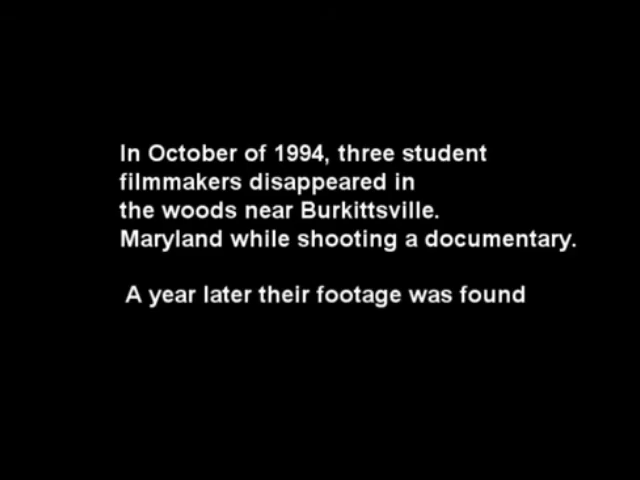 In October of 1994, three student
filmmakers disappeared in
the woods near Burkittsville.
Maryland while shooting a documentary.
A year later their footage was found